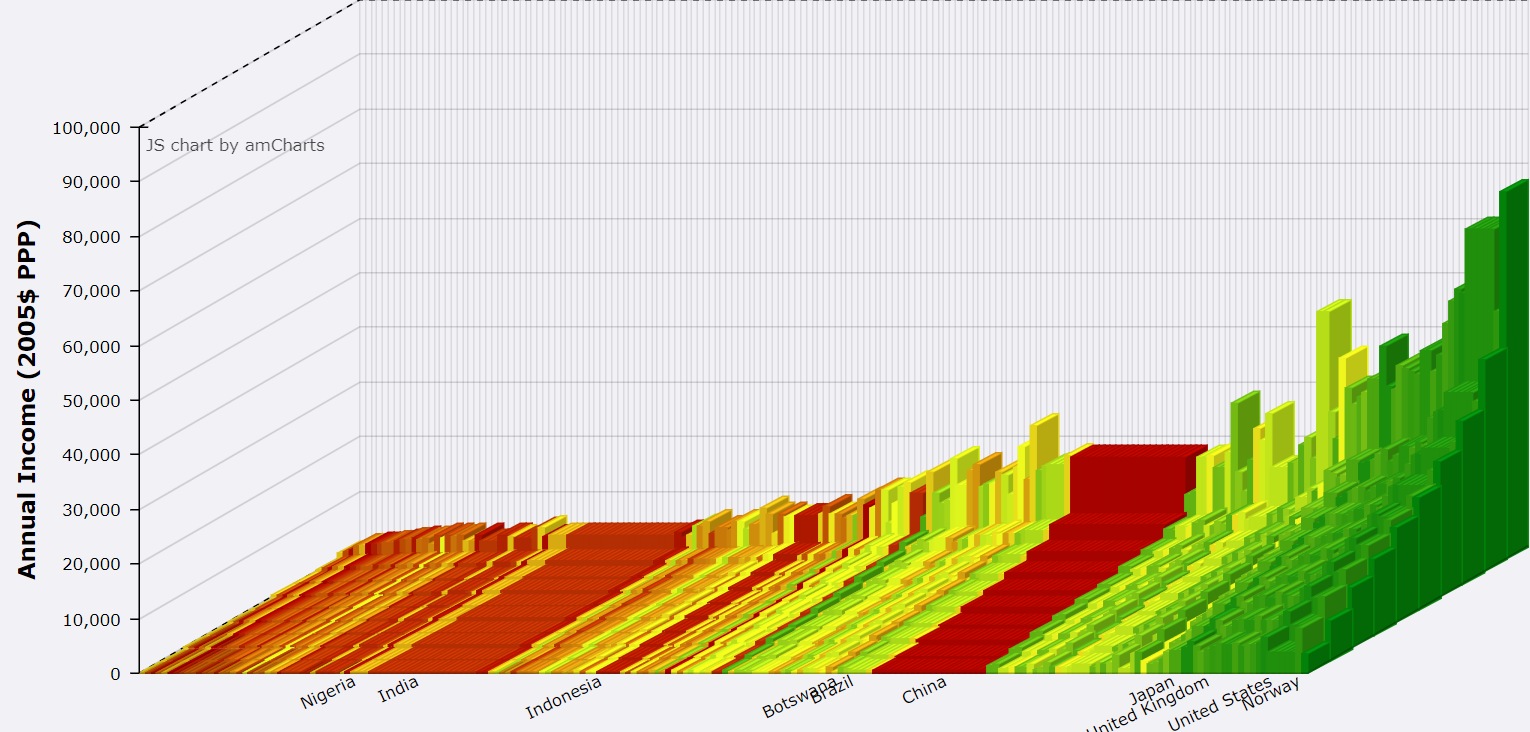 100,000
JS chart by amCharts
90,000
80,000
70,000
60,000
50,000
40,000
30,000
20,000
10,000
0
Annual Income (2005$ PPP)
Nigeria
India
Indonesia
Botswana
Brazil
China
Japan
United Kingdom
United States
Norway